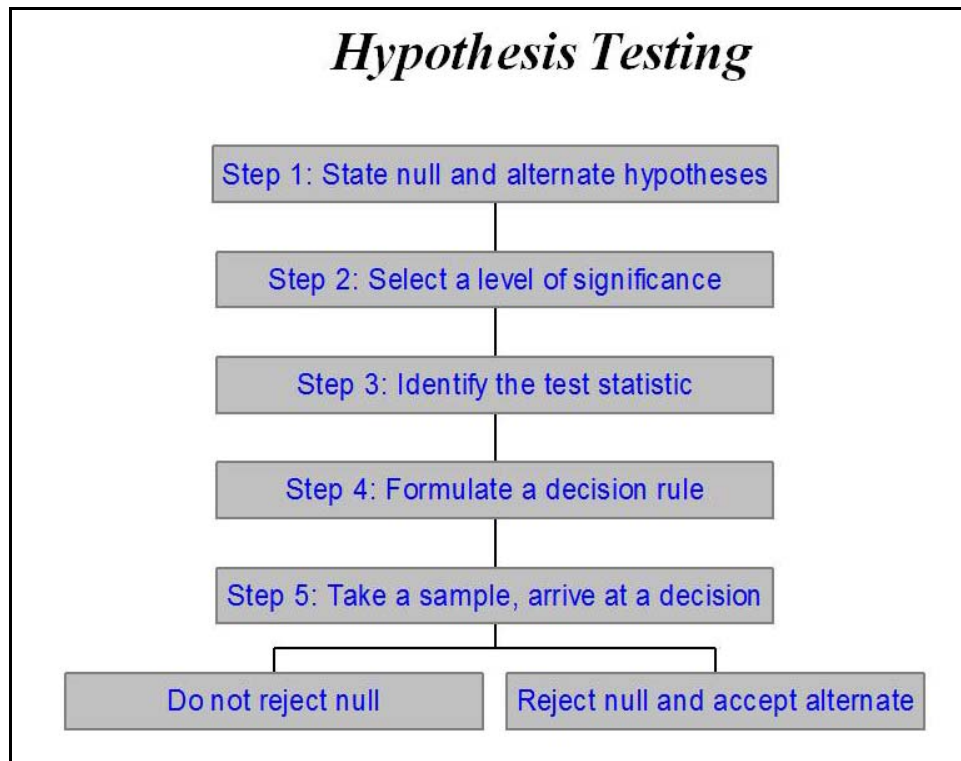 Hypothesis Testing
Step 1: State null and alternate hypotheses
Step 2: Select a level of significance
Step 3: Identify the test statistic
Step 4: Formulate a decision rule
Step 5: Take a sample, arrive at a decision
Do not reject null
Reject null and accept alternate